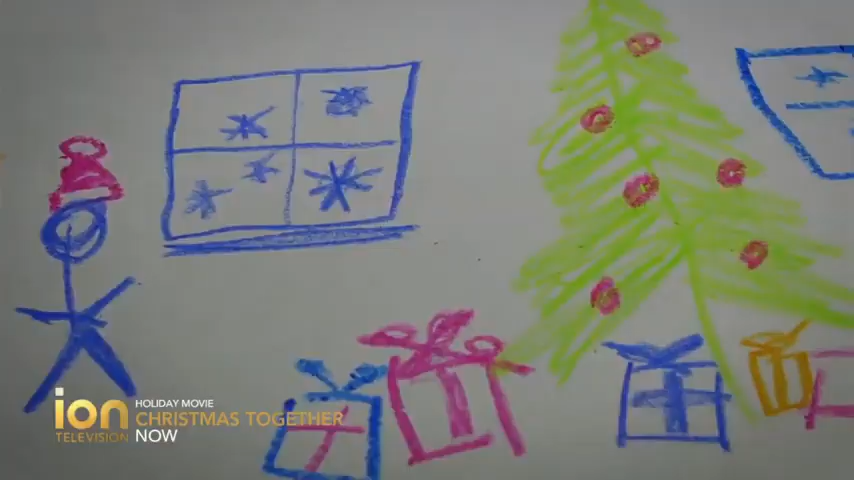 ion
TELEVISION
HOLIDAY MOVIE
CHRISTMAS TOGETHER
NOW